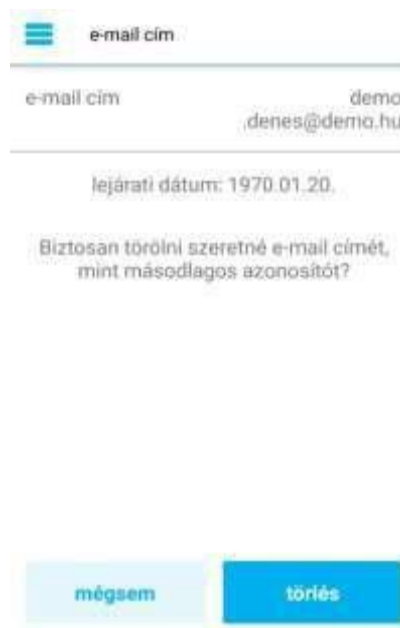 e-mail cím
e-mail cím demo
.denes@demo.hu
lejárati dátum: 1970.01.20.
Biztosan törölni szeretné e-mail címét,
mint másodlagos azonosítót?
mégsem törlés